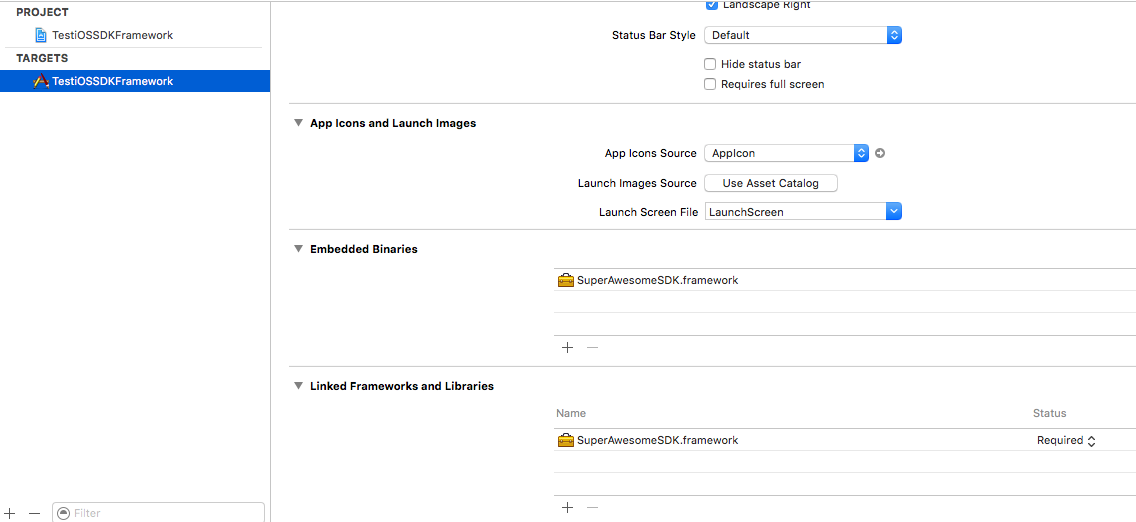 PROJECT
TestiOSSDKFramework
TARGETS
TestiOSSDKFramework
Filter
Landscape Right
Status Bar Style Default
Hide status bar
Requires full screen
App Icons and Launch Images
App Icons Source AppIcon
Launch Images Source Use Asset Catalog
Launch Screen File LaunchScreen
Embedded Binaries
SuperAwesomeSDK.framework
Linked Frameworks and Libraries
Name Status
SuperAwesomeSDK.framework Required